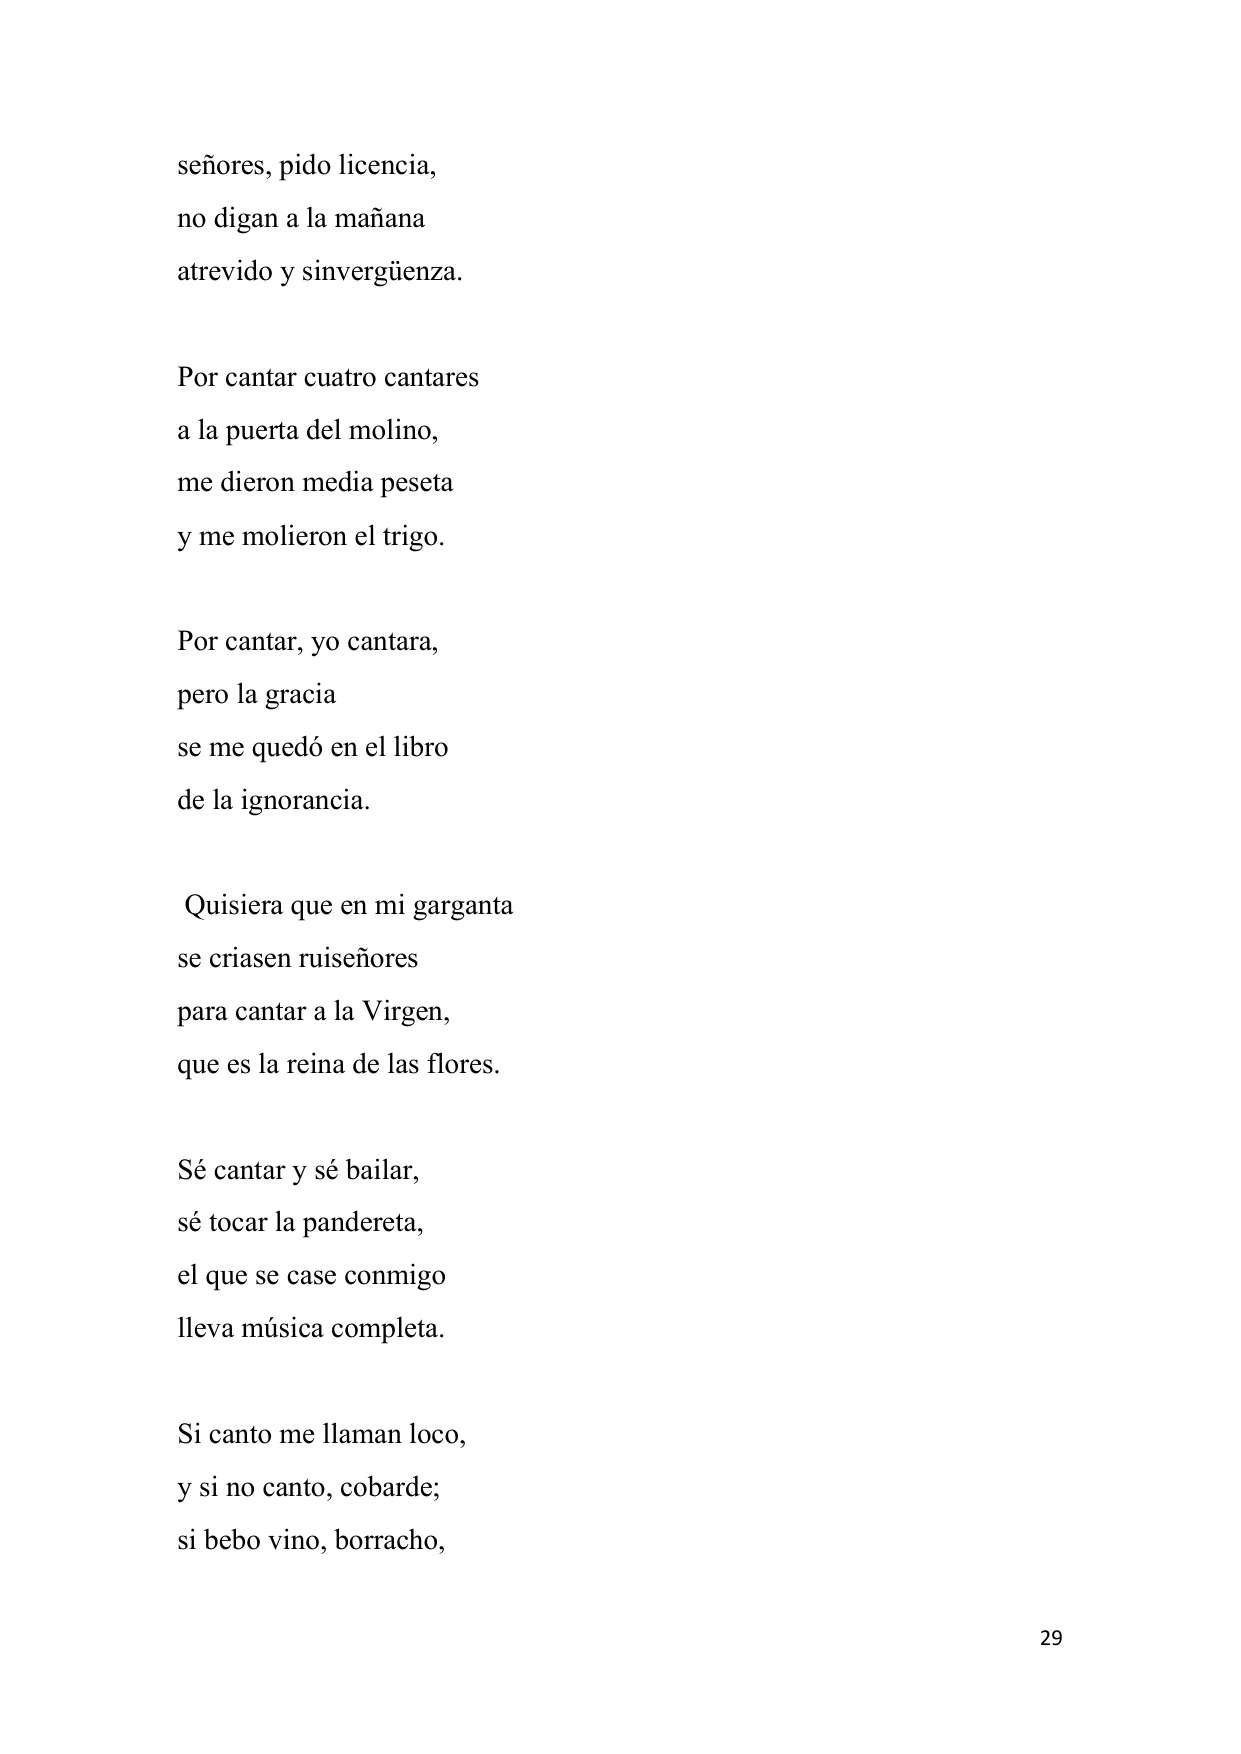 señores, pido licencia,
no digan a la mañana
atrevido y sinvergüenza.
Por cantar cuatro cantares
a la puerta del molino,
me dieron media peseta
y me molieron el trigo.
Por cantar, yo cantara,
pero la gracia
se me quedó en el libro
de la ignorancia.
Quisiera que en mi garganta
se criasen ruiseñores
para cantar a la Virgen,
que es la reina de las flores.
Sé cantar y sé bailar,
sé tocar la pandereta,
el que se case conmigo
lleva música completa.
Si canto me llaman loco,
y si no canto, cobarde;
si bebo vino, borracho,
29